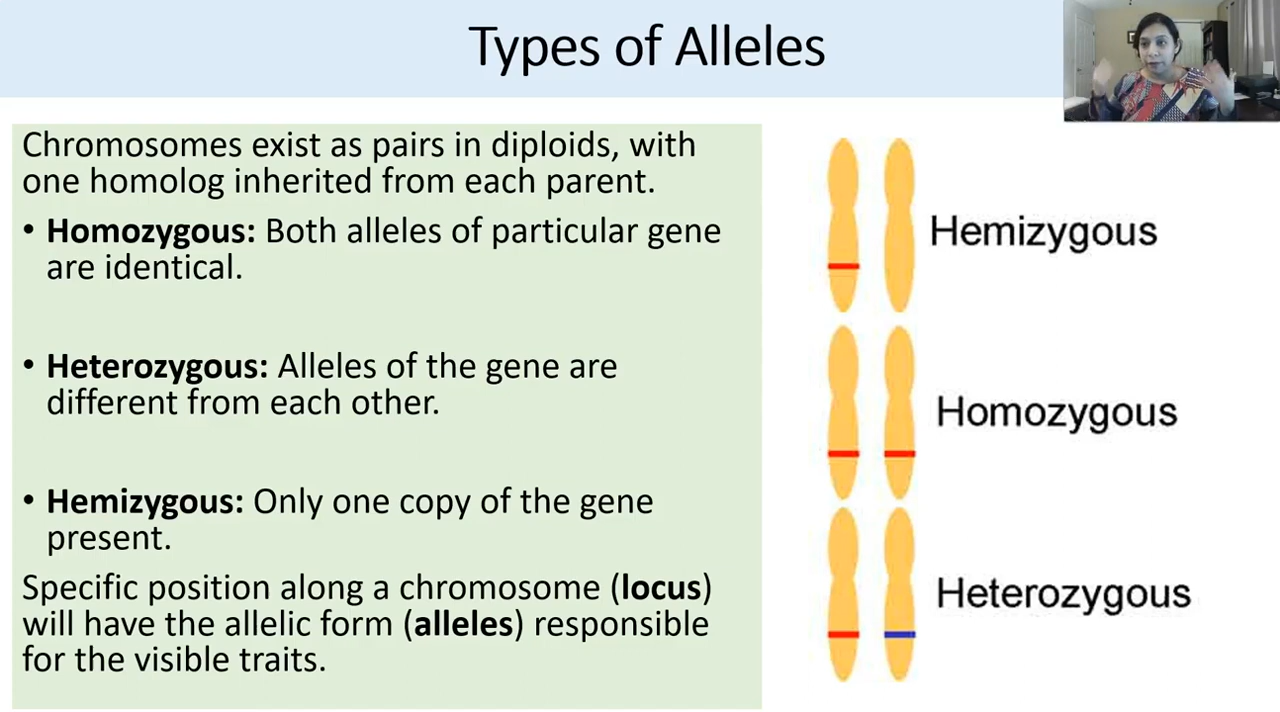 Types of Alleles
Chromosomes exist as pairs in diploids, with
one homolog inherited from each parent.
• Homozygous: Both alleles of particular gene
are identical.
• Heterozygous: Alleles of the gene are
different from each other.
• Hemizygous: Only one copy of the gene
present.
Specific position along a chromosome (locus)
will have the allelic form (alleles) responsible
for the visible traits.
Hemizygous
Homozygous
Heterozygous